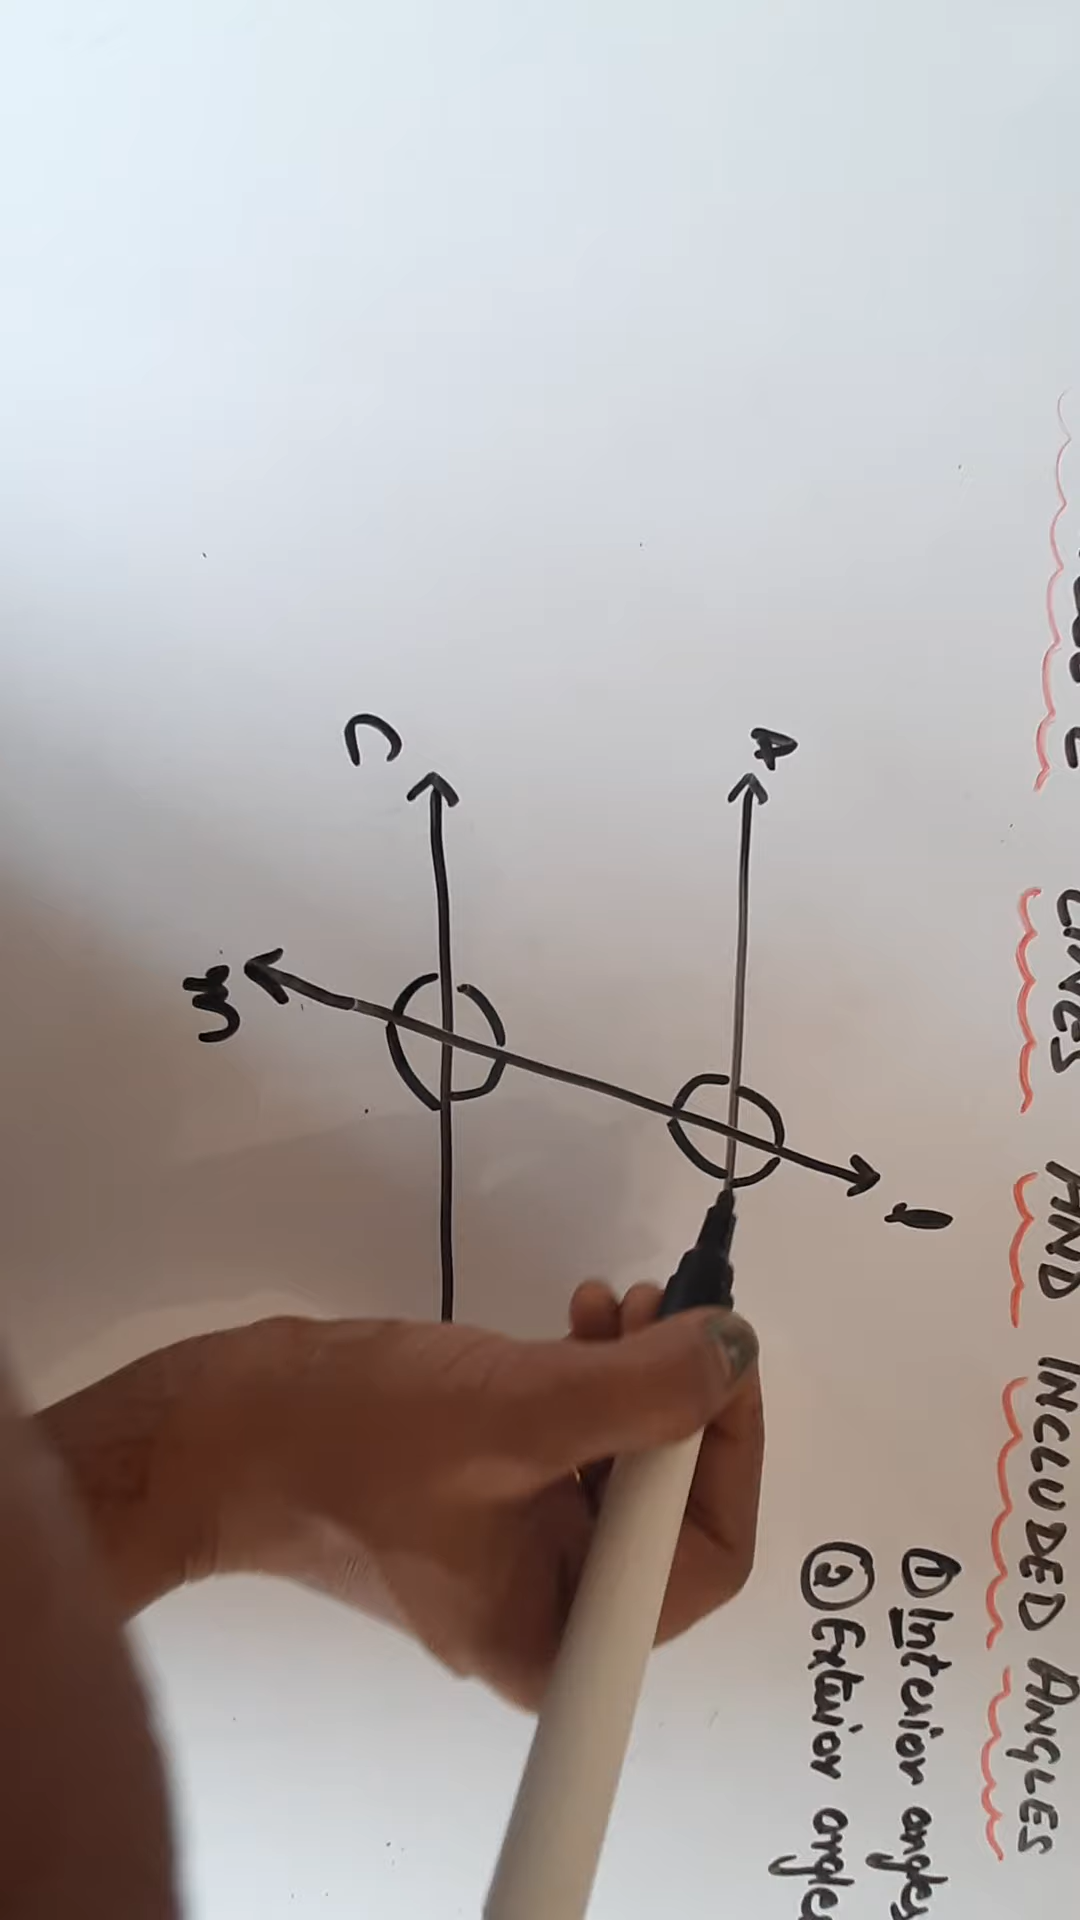 LINES AND INCLUDED ANGLES
① Interior angles
② Exterior angles
A
l
C
m